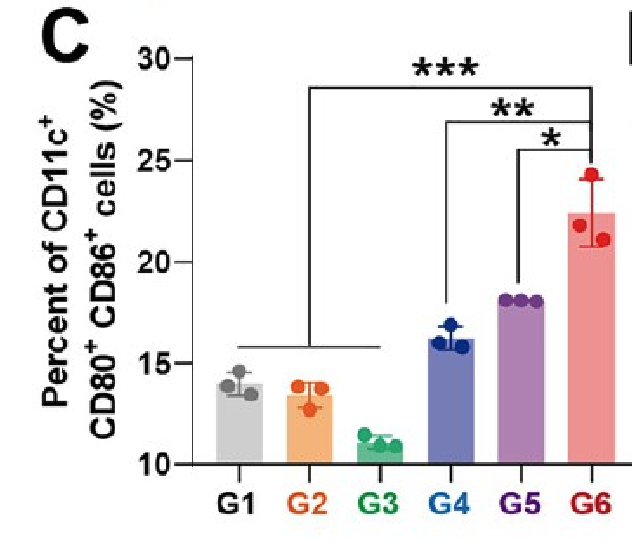 C
Percent of CD11c⁺
CD80⁺ CD86⁺ cells (%)
30
25
20
15
10
***
**
*
G1 G2 G3 G4 G5 G6